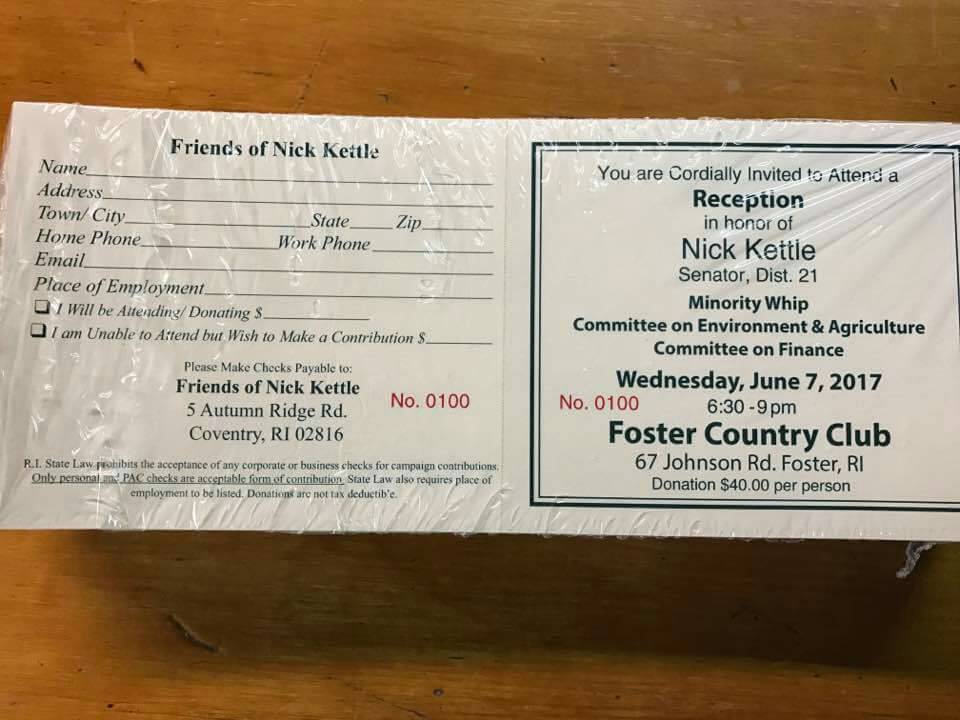 Friends of Nick Kettle
Name
Address
Town/ City State Zip
Home Phone Work Phone
Email
Place of Employment
I Will be Attending/ Donating $
I am Unable to Attend but Wish to Make a Contribution $
Please Make Checks Payable to:
Friends of Nick Kettle
5 Autumn Ridge Rd.
Coventry, RI 02816
No. 0100
R.I. State Law prohibits the acceptance of any corporate or business checks for campaign contributions.
Only personal and PAC checks are acceptable form of contribution. State Law also requires place of
employment to be listed. Donations are not tax deductible.
You are Cordially Invited to Attend a
Reception
in honor of
Nick Kettle
Senator, Dist. 21
Minority Whip
Committee on Environment & Agriculture
Committee on Finance
Wednesday, June 7, 2017
No. 0100
6:30 - 9 pm
Foster Country Club
67 Johnson Rd. Foster, RI
Donation $40.00 per person